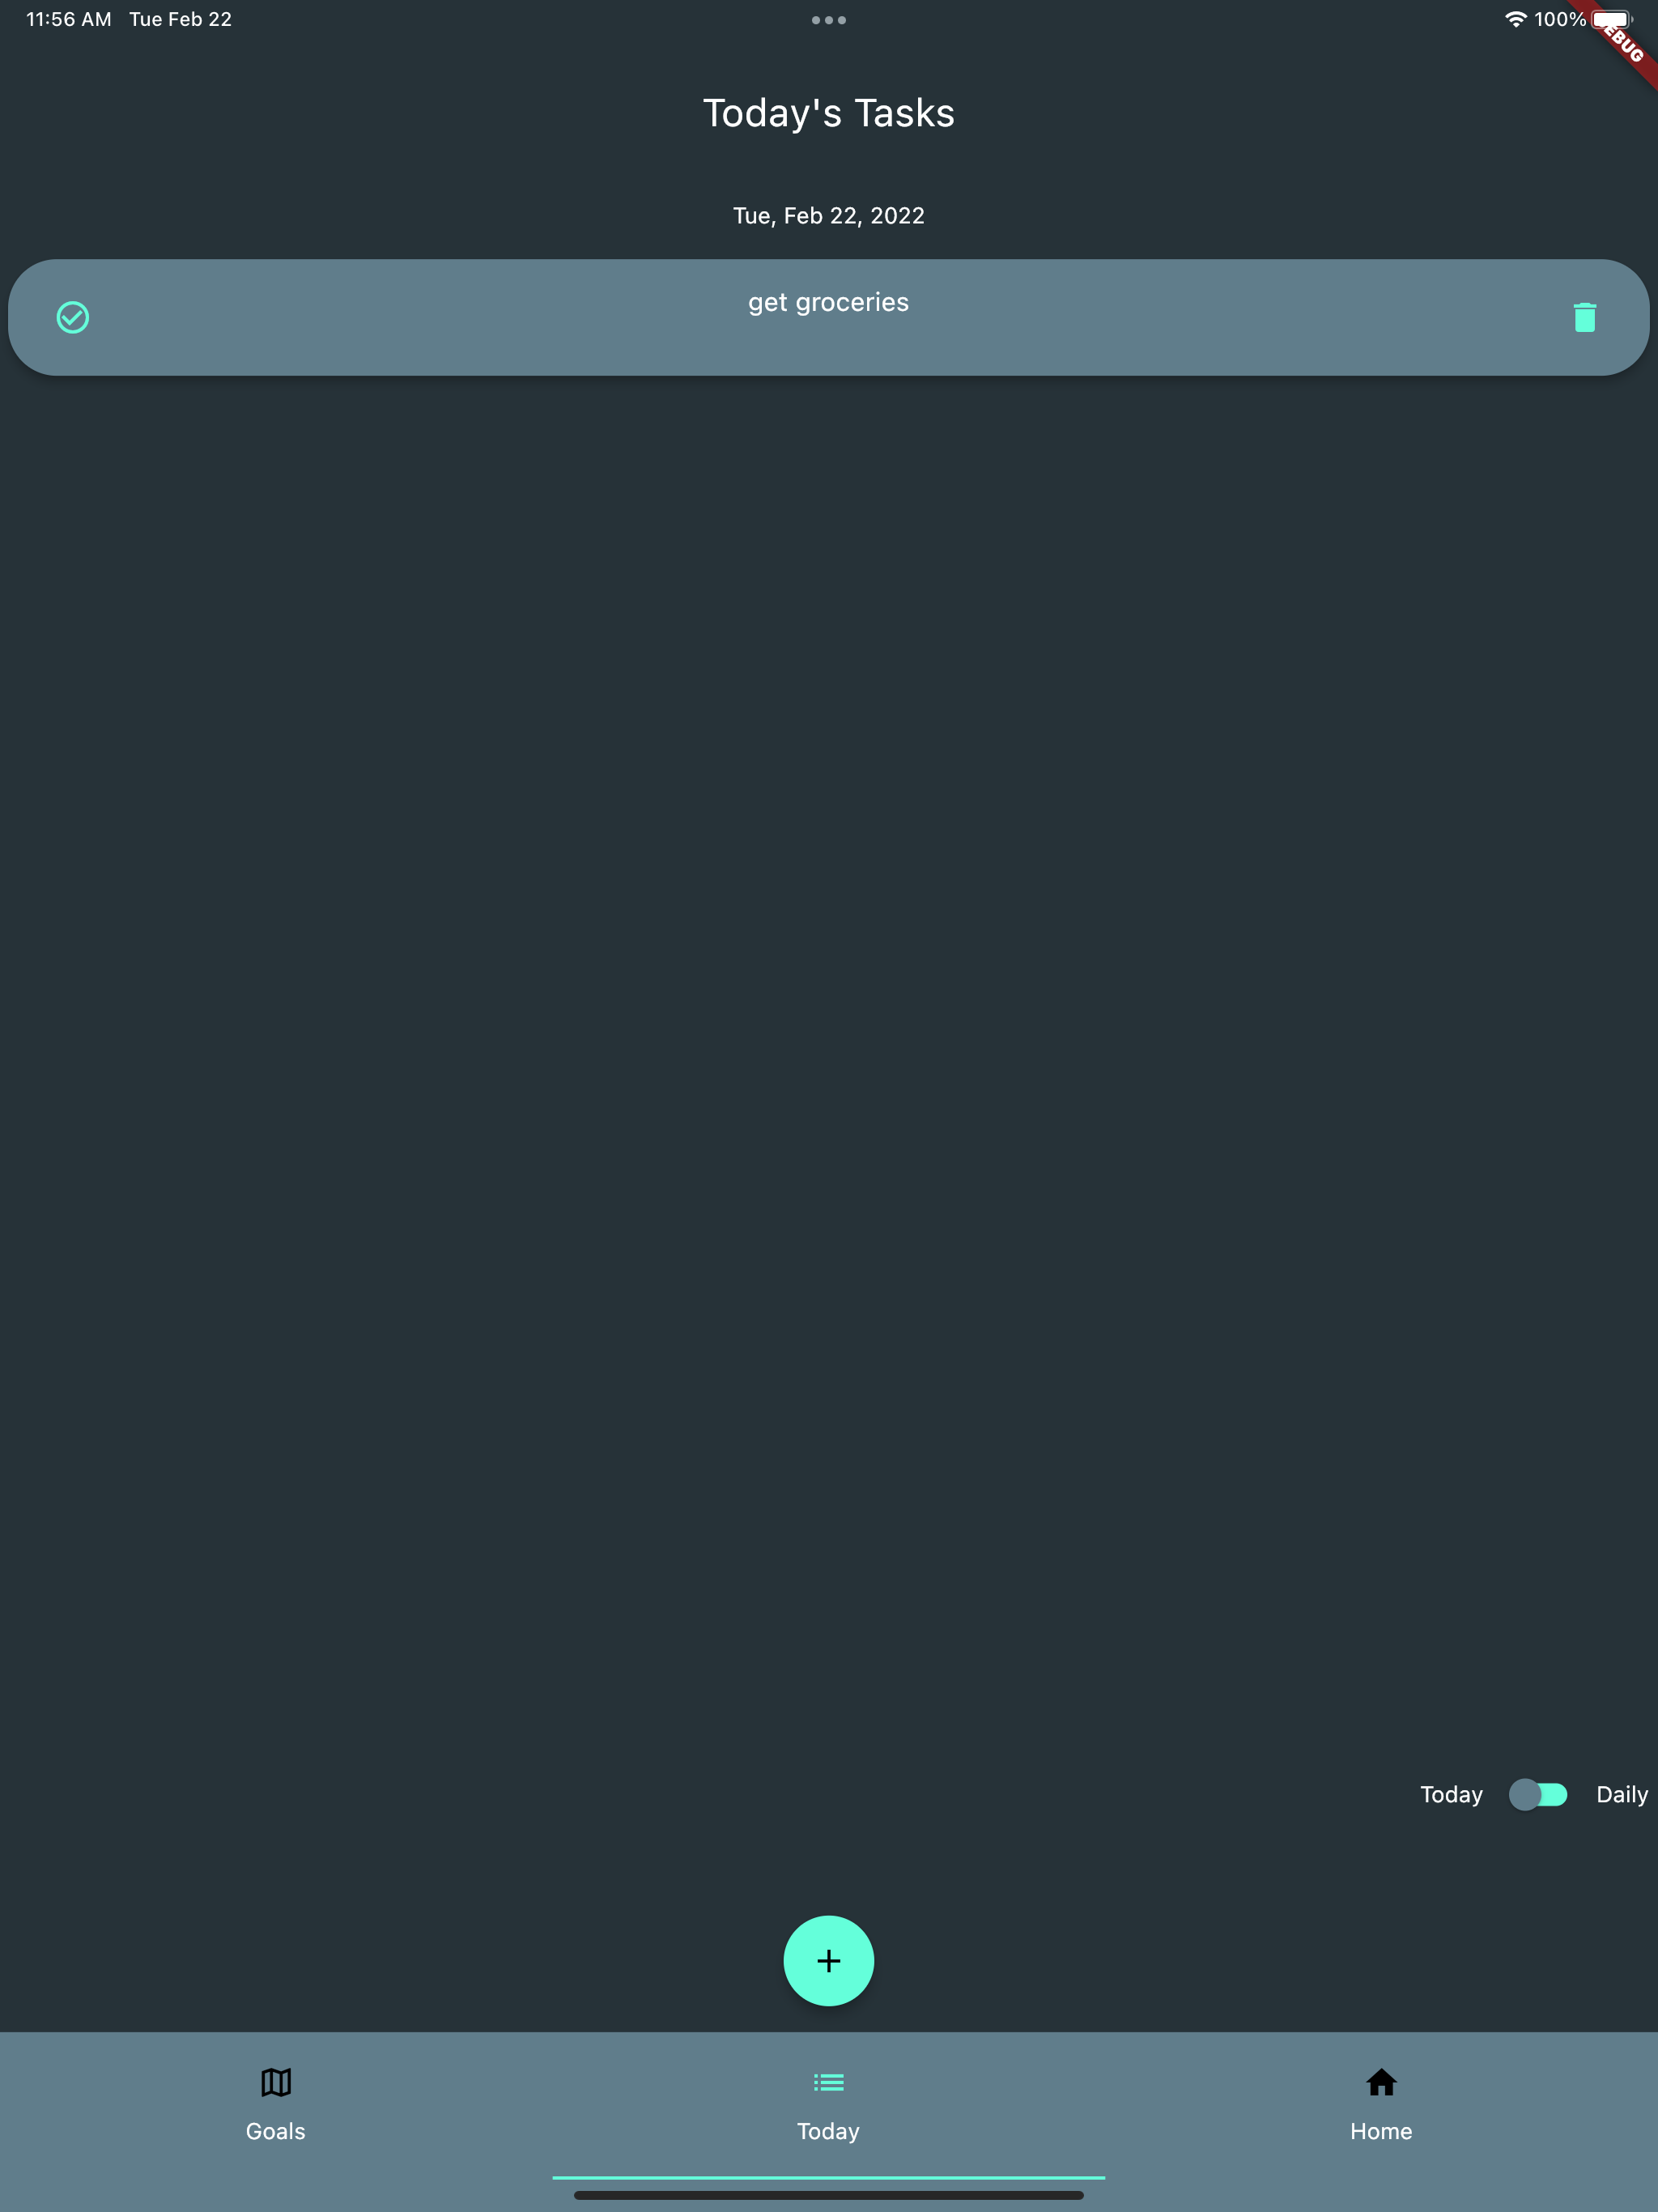 11:56 AM Tue Feb 22
100%
EBUG
Today's Tasks
Tue, Feb 22, 2022
get groceries
Today Daily
Goals Today Home